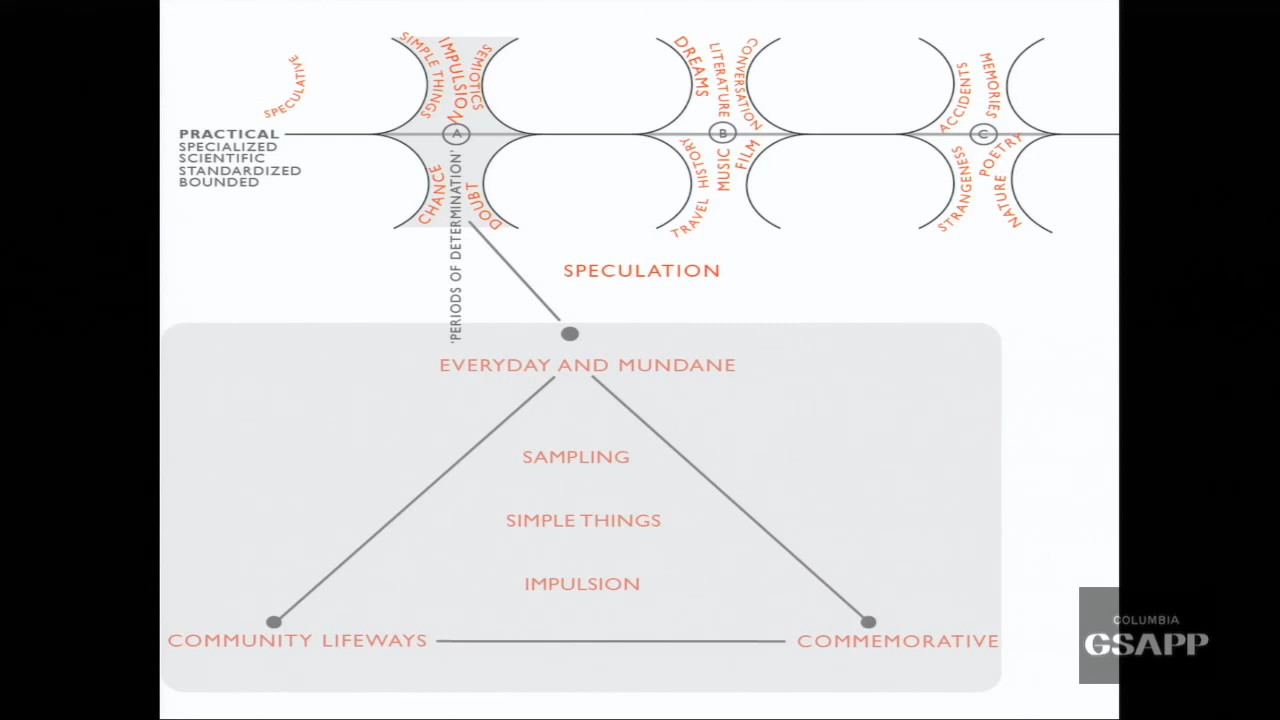 SPECULATIVE
PRACTICAL
SPECIALIZED
SCIENTIFIC
STANDARDIZED
BOUNDED
SIMPLE THINGS
IMPULSION
SEMIOTICS
A
CHANCE
DOUBT
'PERIODS OF DETERMINATION'
DREAMS
LITERATURE
CONVERSATION
B
TRAVEL HISTORY
MUSIC
FILM
ACCIDENTS
MEMORIES
C
STRANGENESS
POETRY
NATURE
SPECULATION
EVERYDAY AND MUNDANE
SAMPLING
SIMPLE THINGS
IMPULSION
COMMUNITY LIFEWAYS
COMMEMORATIVE
COLUMBIA
GSAPP